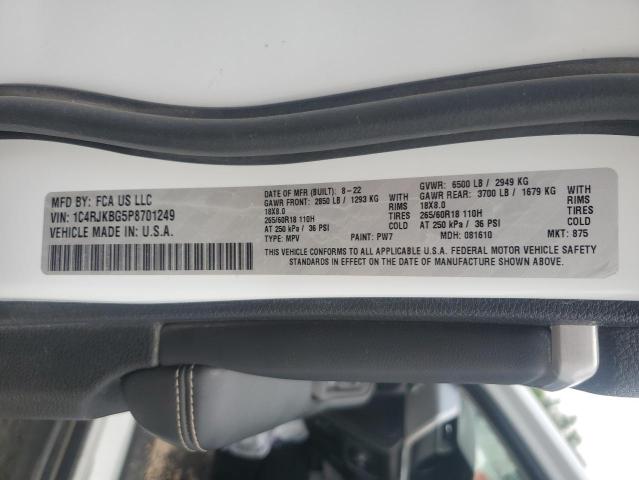 MFD BY: FCA US LLC
VIN: 1C4RJKBG5P8701249
VEHICLE MADE IN: U.S.A.
DATE OF MFR (BUILT): 8-22
GAWR FRONT: 2850 LB / 1293 KG WITH
18X8.0 RIMS
265/60R18 110H TIRES
AT 250 kPa / 36 PSI COLD
TYPE: MPV PAINT: PW7
GVWR: 6500 LB / 2949 KG
GAWR REAR: 3700 LB / 1679 KG WITH
18X8.0 RIMS
265/60R18 110H TIRES
AT 250 kPa / 36 PSI COLD
MDH: 081610 MKT: 875
THIS VEHICLE CONFORMS TO ALL APPLICABLE U.S.A. FEDERAL MOTOR VEHICLE SAFETY
STANDARDS IN EFFECT ON THE DATE OF MANUFACTURE SHOWN ABOVE.